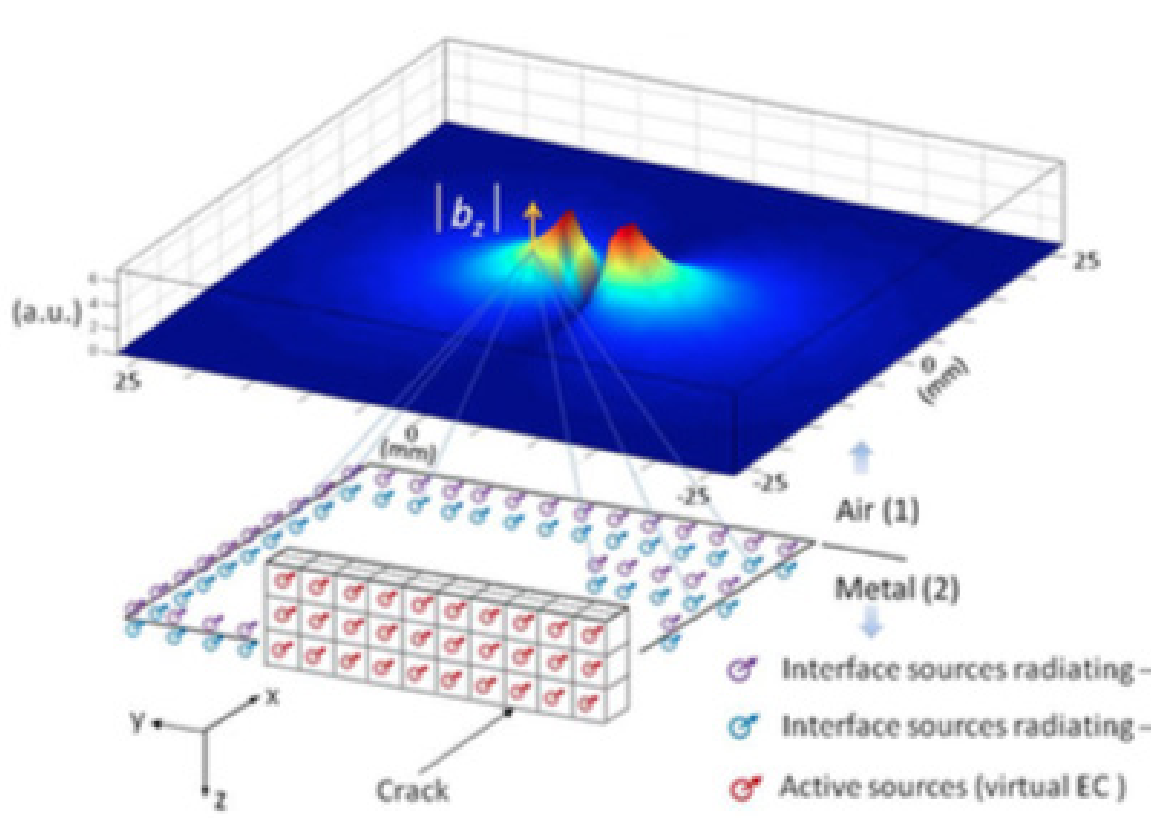 |b_z|
(a.u.)
6
4
2
0
25
0
(mm)
-25
-25
0
(mm)
25
Air (1)
Metal (2)
Interface sources radiating –
Interface sources radiating –
Active sources (virtual EC )
x
y
z
Crack